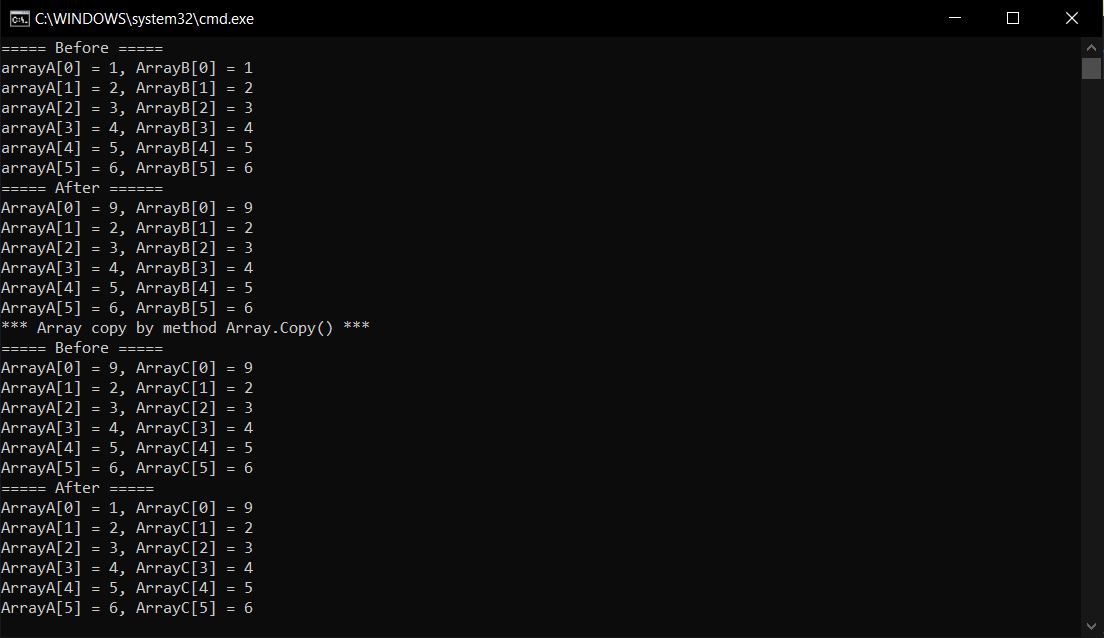 C:\WINDOWS\system32\cmd.exe
===== Before =====
arrayA[0] = 1, ArrayB[0] = 1
arrayA[1] = 2, ArrayB[1] = 2
arrayA[2] = 3, ArrayB[2] = 3
arrayA[3] = 4, ArrayB[3] = 4
arrayA[4] = 5, ArrayB[4] = 5
arrayA[5] = 6, ArrayB[5] = 6
===== After ======
ArrayA[0] = 9, ArrayB[0] = 9
ArrayA[1] = 2, ArrayB[1] = 2
ArrayA[2] = 3, ArrayB[2] = 3
ArrayA[3] = 4, ArrayB[3] = 4
ArrayA[4] = 5, ArrayB[4] = 5
ArrayA[5] = 6, ArrayB[5] = 6
*** Array copy by method Array.Copy() ***
===== Before =====
ArrayA[0] = 9, ArrayC[0] = 9
ArrayA[1] = 2, ArrayC[1] = 2
ArrayA[2] = 3, ArrayC[2] = 3
ArrayA[3] = 4, ArrayC[3] = 4
ArrayA[4] = 5, ArrayC[4] = 5
ArrayA[5] = 6, ArrayC[5] = 6
===== After =====
ArrayA[0] = 1, ArrayC[0] = 9
ArrayA[1] = 2, ArrayC[1] = 2
ArrayA[2] = 3, ArrayC[2] = 3
ArrayA[3] = 4, ArrayC[3] = 4
ArrayA[4] = 5, ArrayC[4] = 5
ArrayA[5] = 6, ArrayC[5] = 6